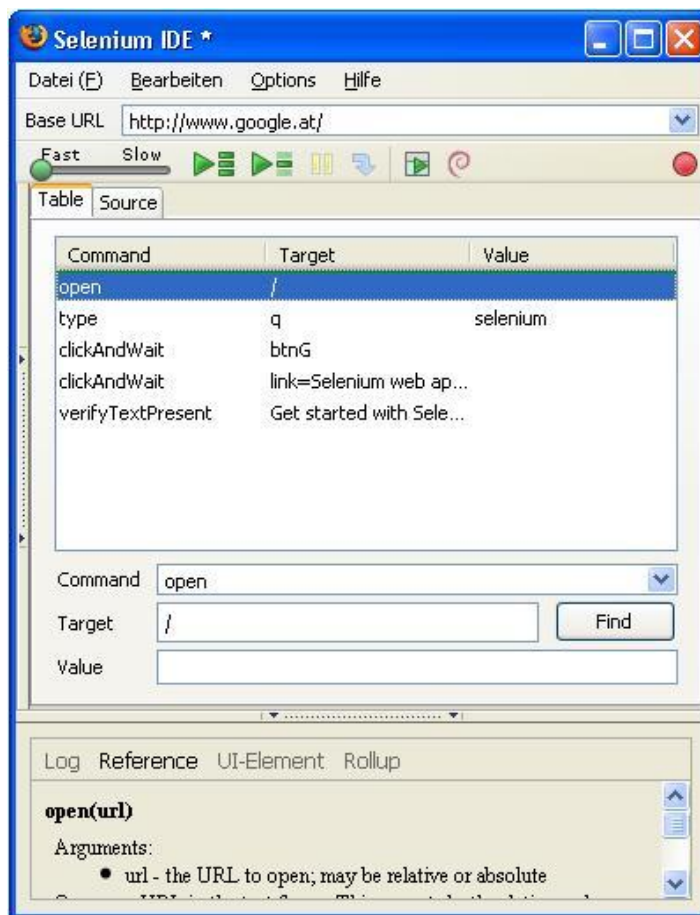 Selenium IDE *
Datei (F) Bearbeiten Options Hilfe
Base URL http://www.google.at/
Fast Slow
Table Source
Command Target Value
open /
type q selenium
clickAndWait btnG
clickAndWait link=Selenium web ap...
verifyTextPresent Get started with Sele...
Command open
Target / Find
Value
Log Reference UI-Element Rollup
open(url)
Arguments:
● url - the URL to open; may be relative or absolute